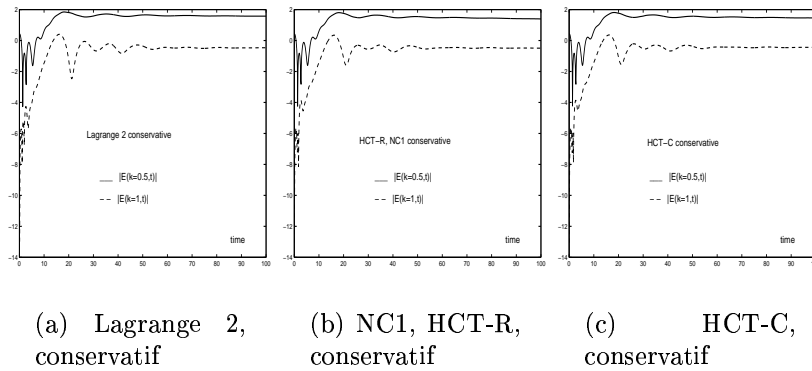 2
0
−2
−4
−6
−8
−10
−12
−14
0 10 20 30 40 50 60 70 80 90 100
Lagrange 2 conservative
|E(k=0.5,t)|
|E(k=1,t)|
time
2
0
−2
−4
−6
−8
−10
−12
−14
0 10 20 30 40 50 60 70 80 90 100
HCT−R, NC1 conservative
|E(k=0.5,t)|
|E(k=1,t)|
time
2
0
−2
−4
−6
−8
−10
−12
−14
0 10 20 30 40 50 60 70 80 90 100
HCT−C conservative
|E(k=0.5,t)|
|E(k=1,t)|
time
(a) Lagrange 2,
conservatif
(b) NC1, HCT-R,
conservatif
(c) HCT-C,
conservatif